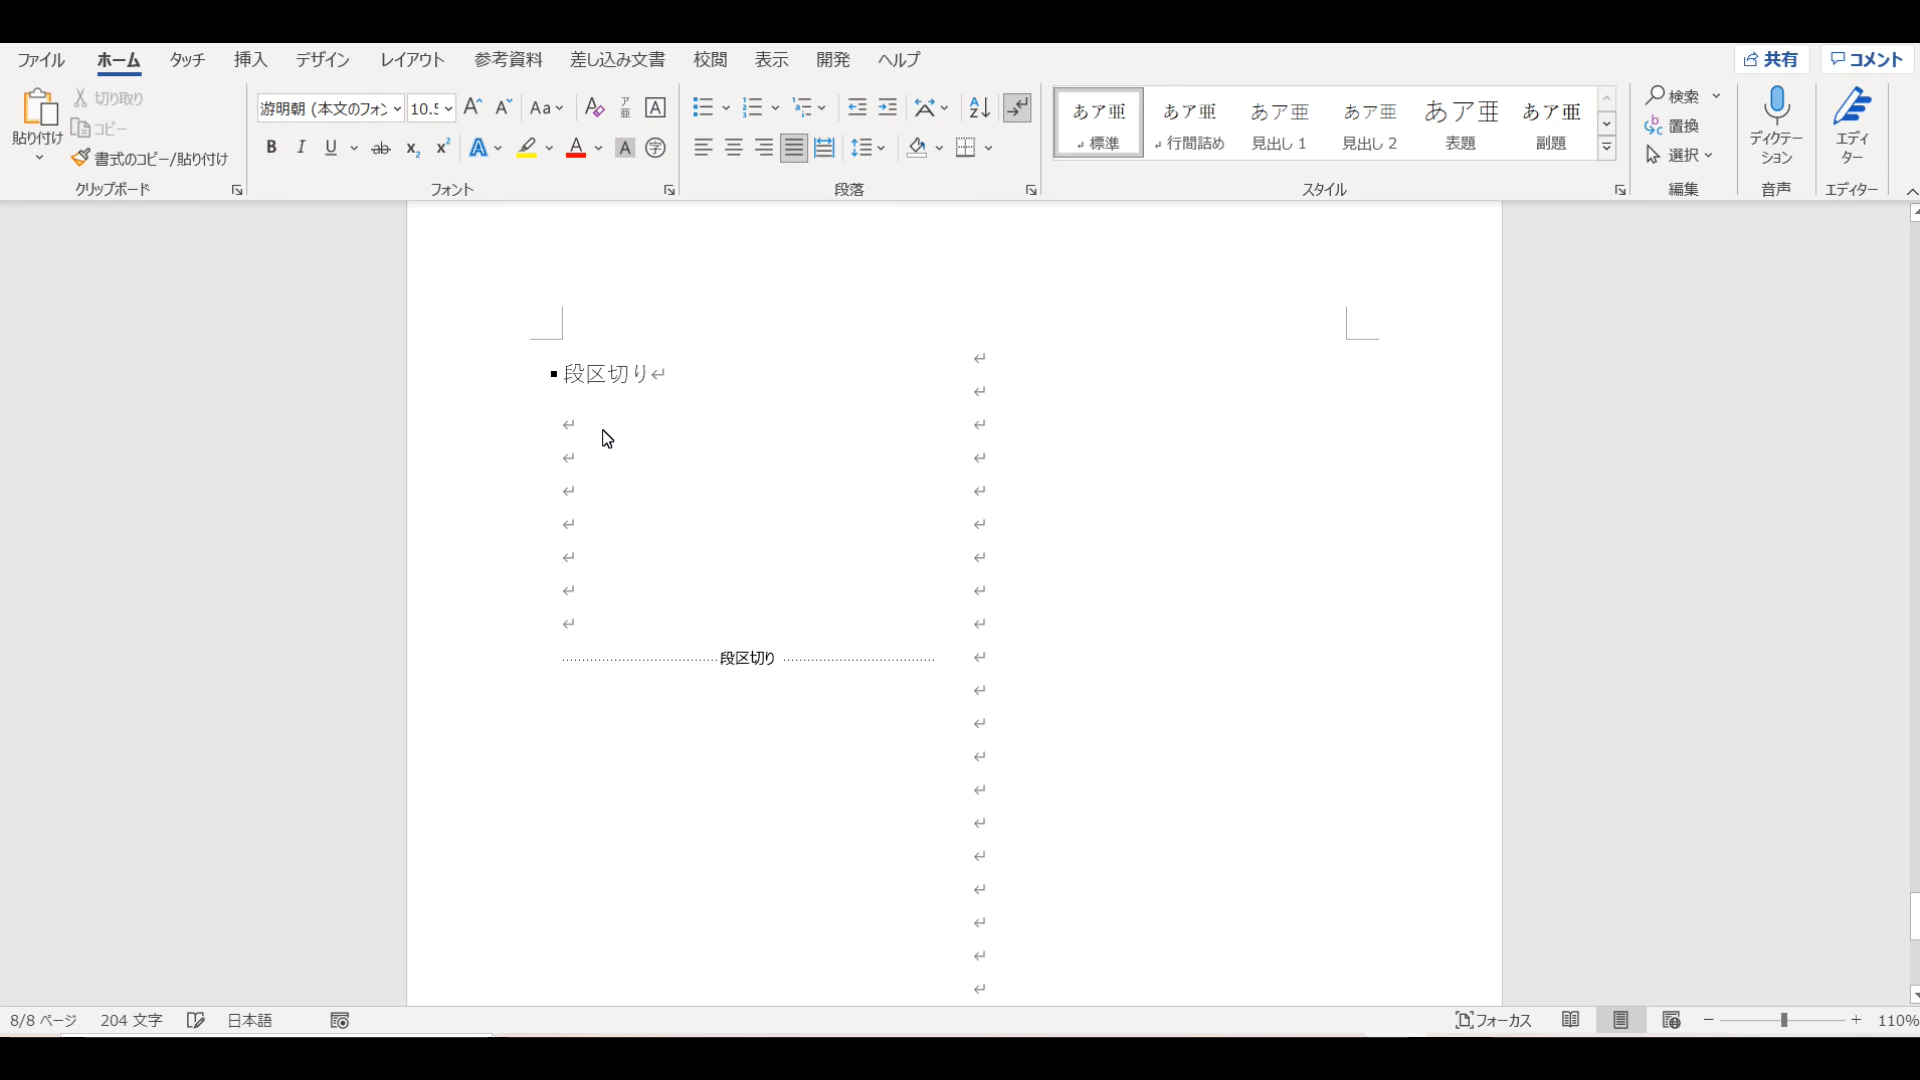 ファイル ホーム タッチ 挿入 デザイン レイアウト 参考資料 差し込み文書 校閲 表示 開発 ヘルプ 共有 コメント
貼り付け
切り取り
コピー
書式のコピー/貼り付け
クリップボード
游明朝 (本文のフォン 10.5
Aa ア亜 A
B I U ab x₂ x² A A A 字
フォント
段落
あア亜 あア亜 あア亜 あア亜 あア亜 あア亜
標準 行間詰め 見出し 1 見出し 2 表題 副題
スタイル
検索
置換
選択
編集
ディクテー
ション
音声
エディ
ター
エディター
段区切り
段区切り
8/8 ページ 204 文字 日本語 フォーカス 110%